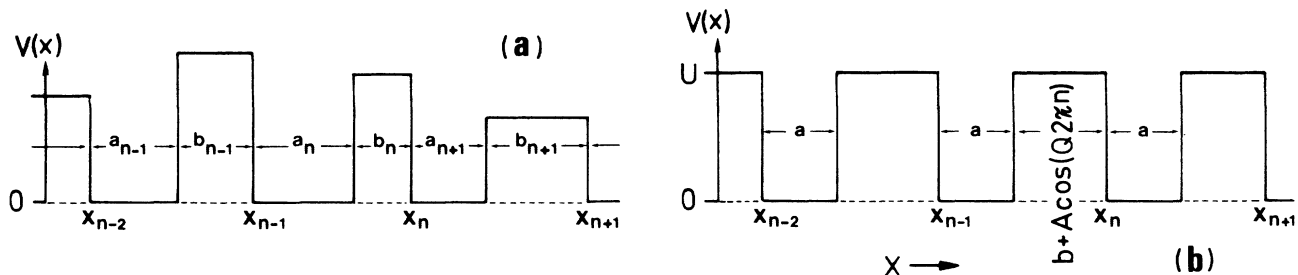 V(x)
(a)
a_{n-1}
b_{n-1}
a_n
b_n
a_{n+1}
b_{n+1}
0
x_{n-2}
x_{n-1}
x_n
x_{n+1}
V(x)
U
a
a
a
b+Acos(Q2πn)
0
x_{n-2}
x_{n-1}
x_n
x_{n+1}
X
(b)